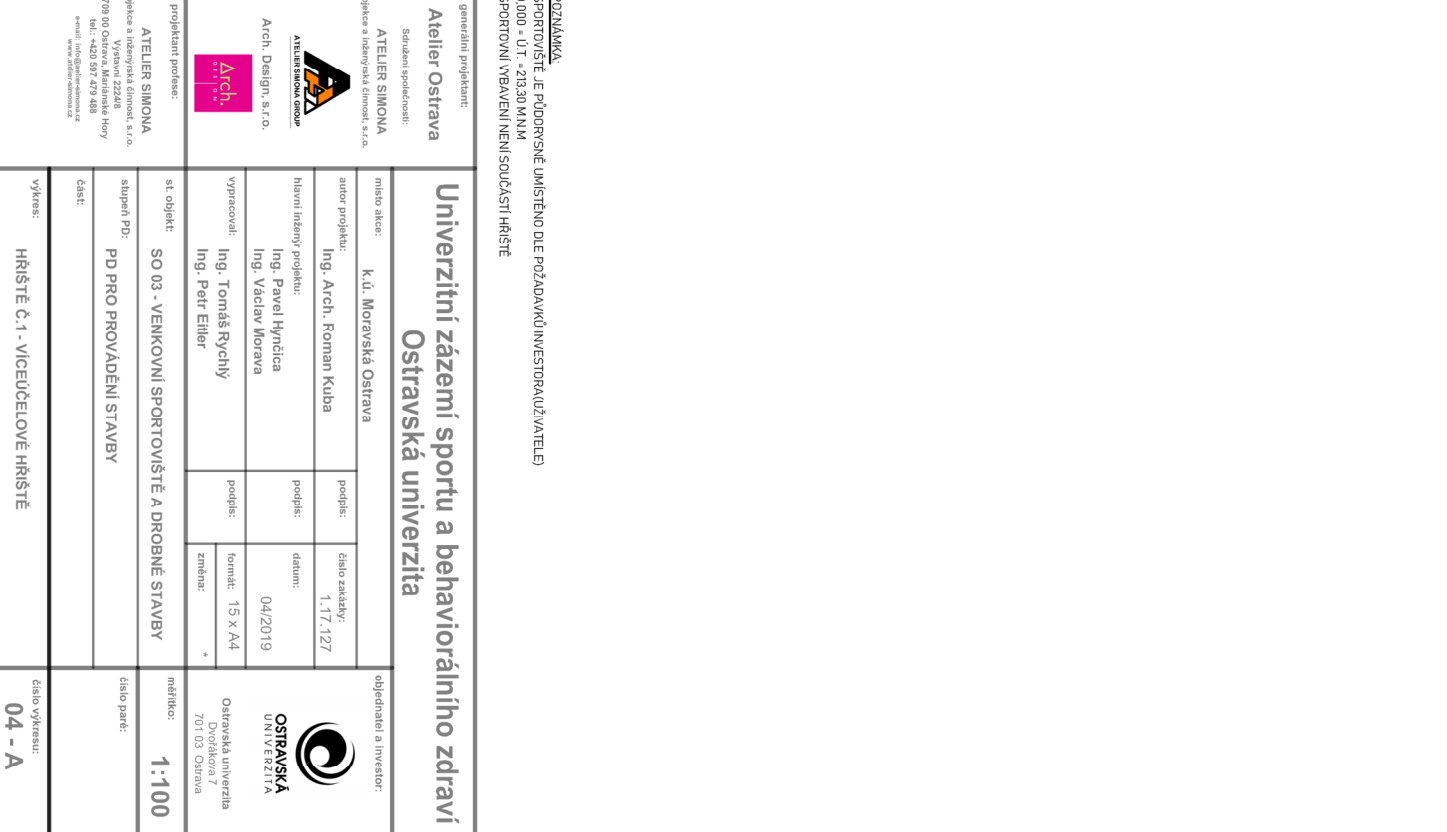 POZNÁMKA:
SPORTOVIŠTĚ JE PŮDORYSNĚ UMÍSTĚNO DLE POŽADAVKŮ INVESTORA(UŽIVATELE)
0,000 = Ú.T. = 213,30 M.N.M
SPORTOVNÍ VYBAVENÍ NENÍ SOUČÁSTÍ HŘIŠTĚ
generální projektant:
Atelier Ostrava
Sdružení společností:
ATELIER SIMONA
inženýrská činnost, s.r.o.
ATELIER SIMONA GROUP
Arch. Design, s.r.o.
Arch.
DESIGN
projektant profese:
ATELIER SIMONA
inženýrská činnost, s.r.o.
Výstavní 2224/8
709 00 Ostrava, Mariánské Hory
tel.: +420 597 479 488
e-mail: info@aelier-simona.cz
www.atelier-simona.cz
Univerzitní zázemí sportu a behaviorálního zdraví
Ostravská univerzita
místo akce: k.ú. Moravská Ostrava
autor projektu: Ing. Arch. Roman Kuba
podpis:
číslo zakázky:
1.17.127
hlavní inženýr projektu:
Ing. Pavel Hynčica
Ing. Václav Morava
podpis:
datum:
04/2019
vypracoval: Ing. Tomáš Rychlý
Ing. Petr Eitler
podpis:
formát: 15 x A4
změna: *
objednatel a investor:
OSTRAVSKÁ
UNIVERZITA
Ostravská univerzita
Dvořákova 7
701 03 Ostrava
st. objekt: SO 03 - VENKOVNÍ SPORTOVIŠTĚ A DROBNÉ STAVBY
měřítko: 1:100
stupeň PD: PD PRO PROVÁDĚNÍ STAVBY
číslo paré:
část:
výkres: HŘIŠTĚ Č.1 - VÍCEÚČELOVÉ HŘIŠTĚ
číslo výkresu:
04 - A